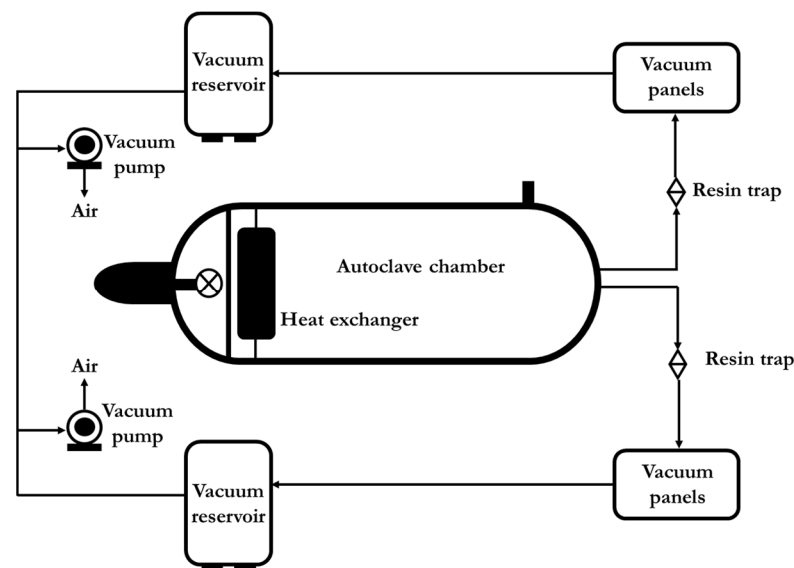 Vacuum
reservoir
Vacuum
panels
Vacuum
pump
Air
Resin trap
Autoclave chamber
Heat exchanger
Air
Resin trap
Vacuum
pump
Vacuum
reservoir
Vacuum
panels